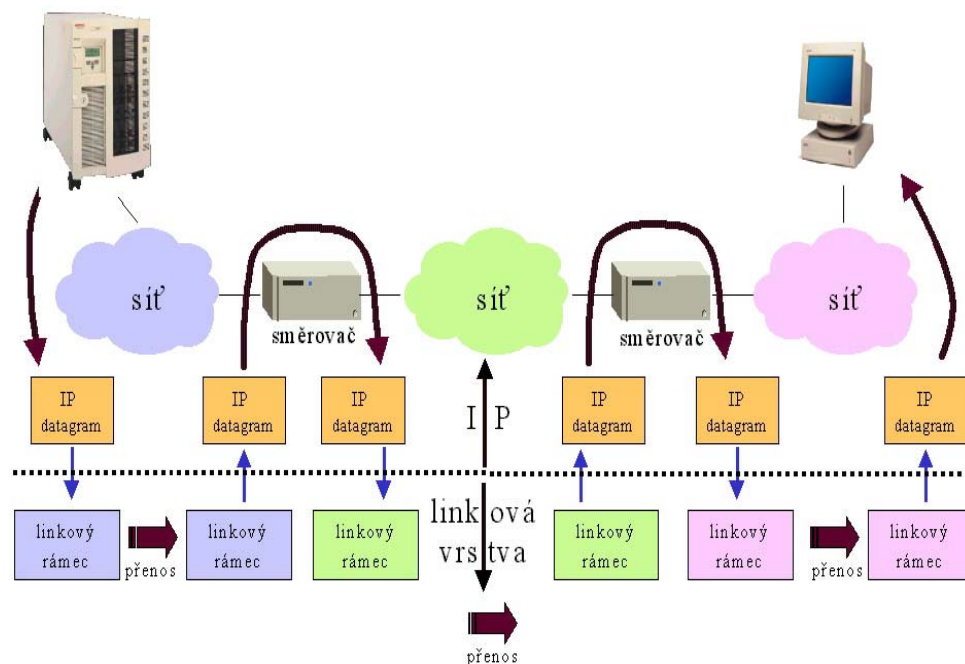 síť
síť
síť
směrovač
směrovač
IP
datagram
IP
datagram
IP
datagram
I P
IP
datagram
IP
datagram
IP
datagram
linkový
rámec
přenos
linkový
rámec
linkový
rámec
linková
vrstva
linkový
rámec
linkový
rámec
přenos
linkový
rámec
přenos